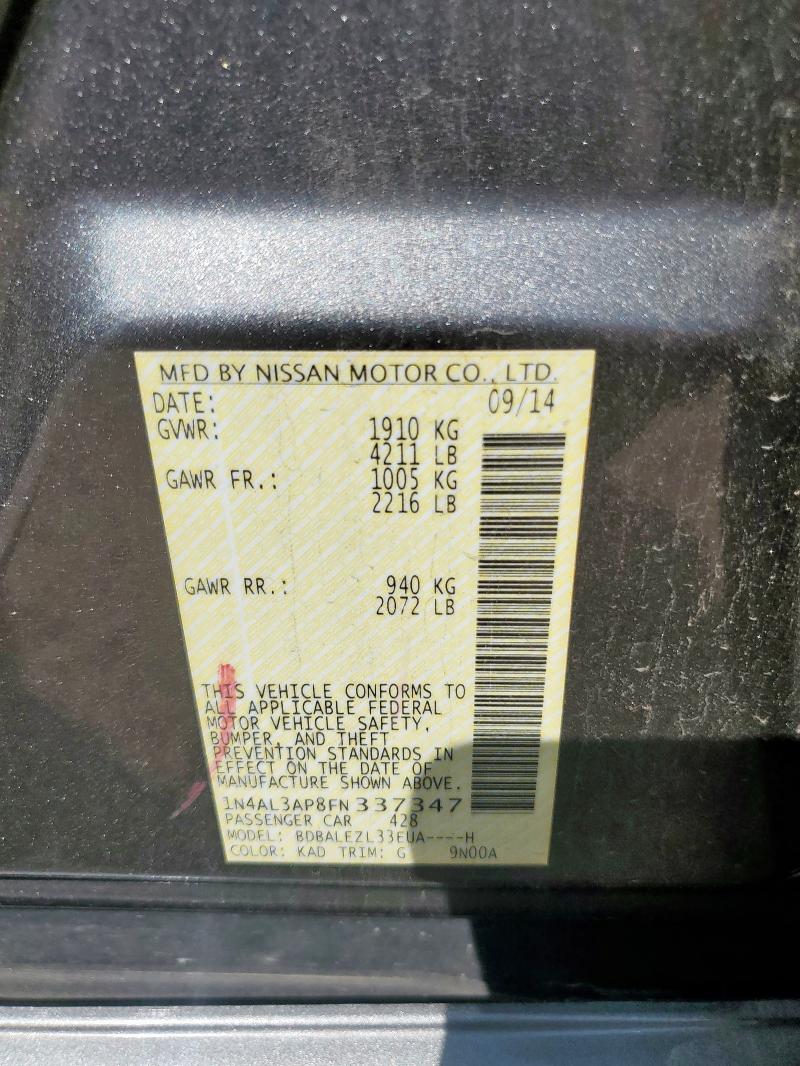 MFD BY NISSAN MOTOR CO., LTD.
DATE: 09/14
GVWR: 1910 KG
4211 LB
GAWR FR.: 1005 KG
2216 LB
GAWR RR.: 940 KG
2072 LB
THIS VEHICLE CONFORMS TO
ALL APPLICABLE FEDERAL
MOTOR VEHICLE SAFETY,
BUMPER, AND THEFT
PREVENTION STANDARDS IN
EFFECT ON THE DATE OF
MANUFACTURE SHOWN ABOVE.
1N4AL3AP8FN337347
PASSENGER CAR 428
MODEL: BDBALEZL33EUA----H
COLOR: KAD TRIM: G 9N00A